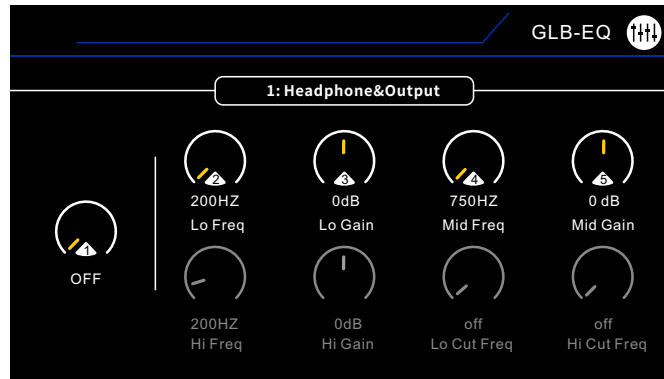 GLB-EQ
1: Headphone&Output
1
OFF
2
200HZ
Lo Freq
3
0dB
Lo Gain
4
750HZ
Mid Freq
5
0 dB
Mid Gain
200HZ
Hi Freq
0dB
Hi Gain
off
Lo Cut Freq
off
Hi Cut Freq